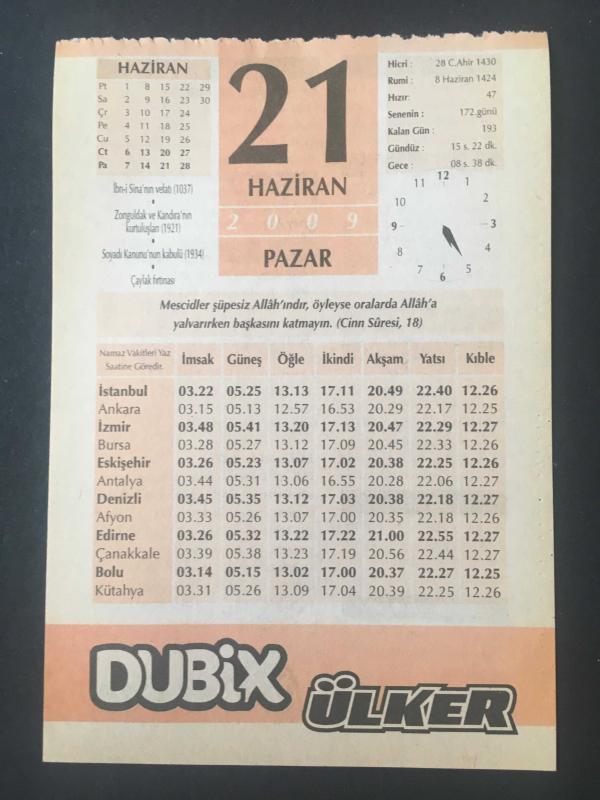 HAZİRAN
Pt 1 8 15 22 29
Sa 2 9 16 23 30
Çr 3 10 17 24
Pe 4 11 18 25
Cu 5 12 19 26
Ct 6 13 20 27
Pa 7 14 21 28
İbn-i Sina'nın vefatı (1037)
Zonguldak ve Kandıra'nın
kurtuluşları (1921)
Soyadı Kanunu'nun kabulü (1934)
Çaylak fırtınası
21
HAZİRAN
2009
PAZAR
Hicri : 28 C.Ahir 1430
Rumi : 8 Haziran 1424
Hızır: 47
Senenin : 172.günü
Kalan Gün : 193
Gündüz : 15 s. 22 dk.
Gece : 08 s. 38 dk.
12
11 1
10 2
9 3
8 4
7 5
6
Mescidler şüpesiz Allâh'ındır, öyleyse oralarda Allâh'a
yalvarırken başkasını katmayın. (Cinn Sûresi, 18)
Namaz Vakitleri Yaz
Saatine Göredir.
İmsak Güneş Öğle İkindi Akşam Yatsı Kıble
İstanbul 03.22 05.25 13.13 17.11 20.49 22.40 12.26
Ankara 03.15 05.13 12.57 16.53 20.29 22.17 12.25
İzmir 03.48 05.41 13.20 17.13 20.47 22.29 12.27
Bursa 03.28 05.27 13.12 17.09 20.45 22.33 12.26
Eskişehir 03.26 05.23 13.07 17.02 20.38 22.25 12.26
Antalya 03.44 05.31 13.06 16.55 20.28 22.06 12.27
Denizli 03.45 05.35 13.12 17.03 20.38 22.18 12.27
Afyon 03.33 05.26 13.07 17.00 20.35 22.18 12.26
Edirne 03.26 05.32 13.22 17.22 21.00 22.55 12.27
Çanakkale 03.39 05.38 13.23 17.19 20.56 22.44 12.27
Bolu 03.14 05.15 13.02 17.00 20.37 22.27 12.25
Kütahya 03.31 05.26 13.09 17.04 20.39 22.25 12.26
DUBiX
ÜLKER